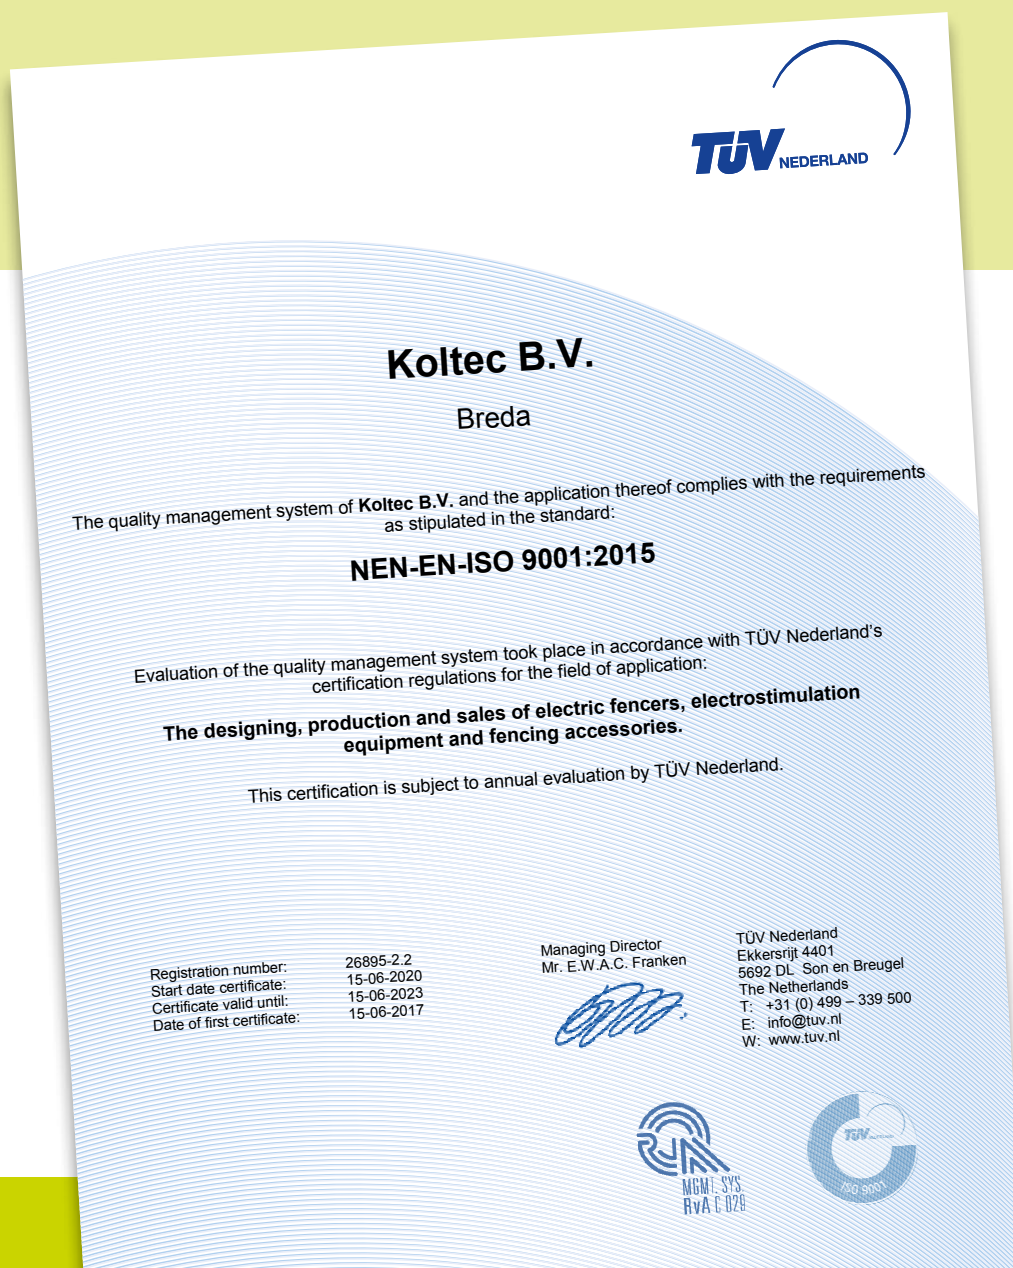 TÜV NEDERLAND
Koltec B.V.
Breda
The quality management system of Koltec B.V. and the application thereof complies with the requirements
as stipulated in the standard:
NEN-EN-ISO 9001:2015
Evaluation of the quality management system took place in accordance with TÜV Nederland's
certification regulations for the field of application:
The designing, production and sales of electric fencers, electrostimulation
equipment and fencing accessories.
This certification is subject to annual evaluation by TÜV Nederland.
Registration number: 26895-2.2
Start date certificate: 15-06-2020
Certificate valid until: 15-06-2023
Date of first certificate: 15-06-2017
Managing Director
Mr. E.W.A.C. Franken
TÜV Nederland
Ekkersrijt 4401
5692 DL Son en Breugel
The Netherlands
T: +31 (0) 499 – 339 500
E: info@tuv.nl
W: www.tuv.nl
RVA
MGMT. SYS.
RvA C 029
TÜV NEDERLAND
ISO 9001